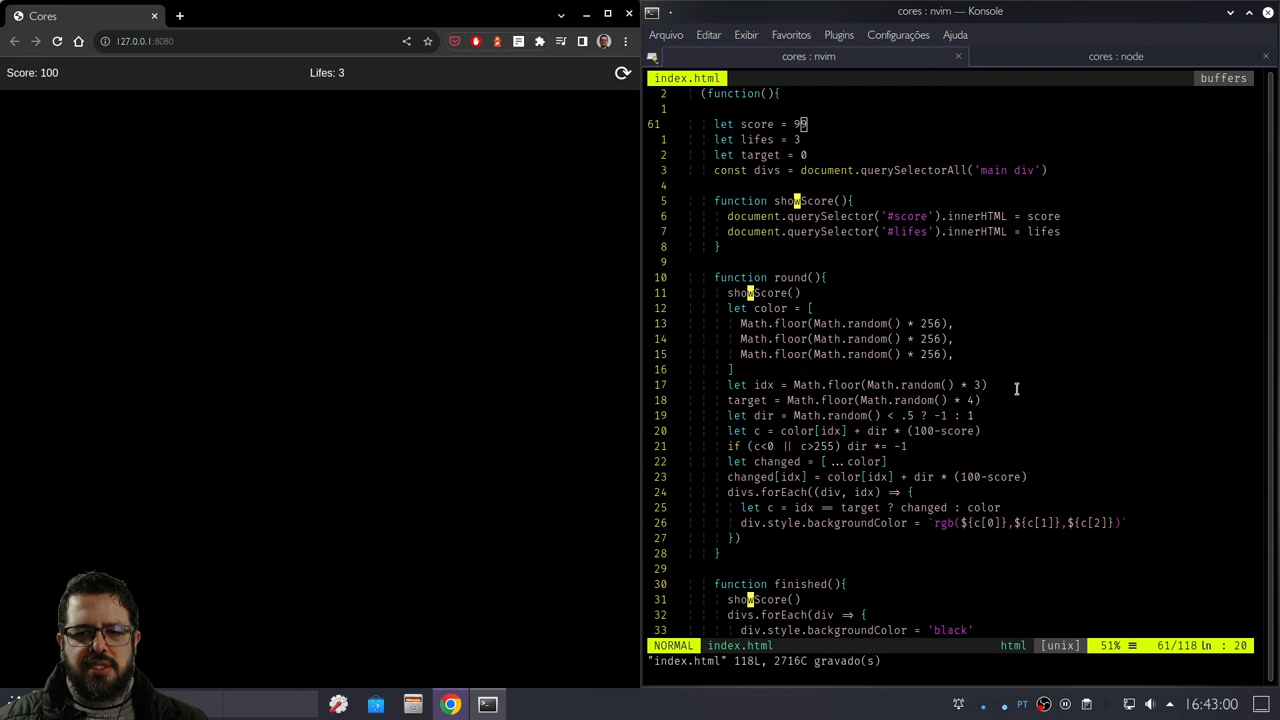 Cores
127.0.0.1:8080
Score: 100
Lifes: 3
cores : nvim — Konsole
Arquivo Editar Exibir Favoritos Plugins Configurações Ajuda
cores : nvim
cores : node
index.html
buffers
2 (function(){
1
61 let score = 99
1 let lifes = 3
2 let target = 0
3 const divs = document.querySelectorAll('main div')
4
5 function showScore(){
6 document.querySelector('#score').innerHTML = score
7 document.querySelector('#lifes').innerHTML = lifes
8 }
9
10 function round(){
11 showScore()
12 let color = [
13 Math.floor(Math.random() * 256),
14 Math.floor(Math.random() * 256),
15 Math.floor(Math.random() * 256),
16 ]
17 let idx = Math.floor(Math.random() * 3)
18 target = Math.floor(Math.random() * 4)
19 let dir = Math.random() < .5 ? -1 : 1
20 let c = color[idx] + dir * (100-score)
21 if (c<0 || c>255) dir *= -1
22 let changed = [...color]
23 changed[idx] = color[idx] + dir * (100-score)
24 divs.forEach((div, idx) => {
25 let c = idx == target ? changed : color
26 div.style.backgroundColor = `rgb(${c[0]},${c[1]},${c[2]})`
27 })
28 }
29
30 function finished(){
31 showScore()
32 divs.forEach(div => {
33 div.style.backgroundColor = 'black'
NORMAL index.html
html [unix] 51% 61/118 ln : 20
"index.html" 118L, 2716C gravado(s)
PT
16:43:00